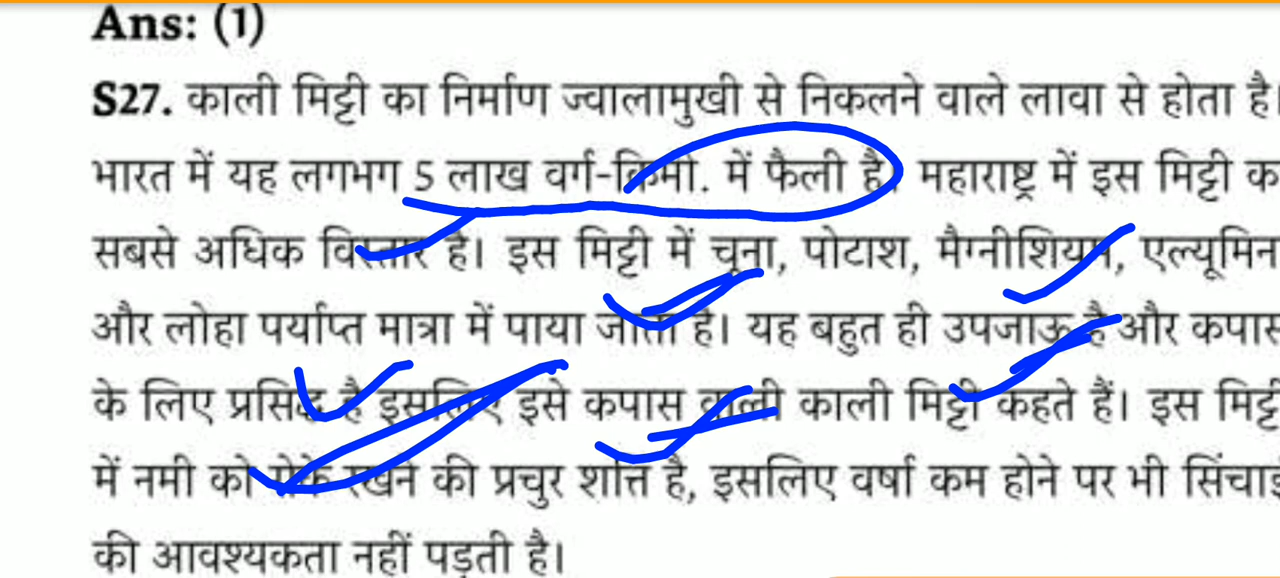 Ans: (1)
S27. काली मिट्टी का निर्माण ज्वालामुखी से निकलने वाले लावा से होता है।
भारत में यह लगभग 5 लाख वर्ग-किमी. में फैली है। महाराष्ट्र में इस मिट्टी क
सबसे अधिक विस्तार है। इस मिट्टी में चूना, पोटाश, मैग्नीशियम, एल्यूमिन
और लोहा पर्याप्त मात्रा में पाया जाता है। यह बहुत ही उपजाऊ है और कपास
के लिए प्रसिद्ध है इसलिए इसे कपास वाली काली मिट्टी कहते हैं। इस मिट्टी
में नमी को रोके रखने की प्रचुर है, इसलिए वर्षा कम होने पर भी सिंचाई
की आवश्यकता नहीं पड़ती है।